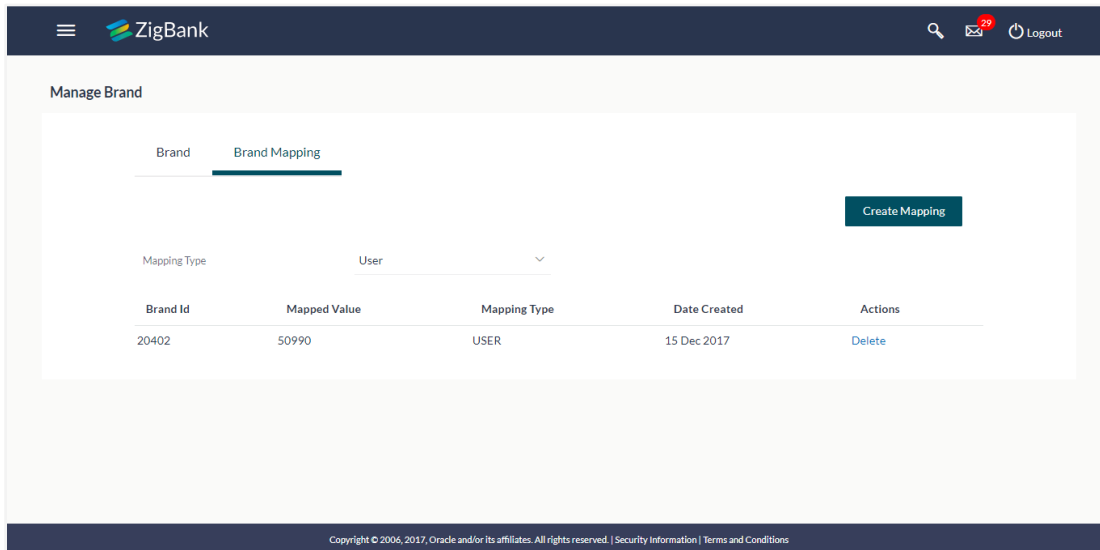 ZigBank 29 Logout
Manage Brand
Brand Brand Mapping
Create Mapping
Mapping Type User
Brand Id Mapped Value Mapping Type Date Created Actions
20402 50990 USER 15 Dec 2017 Delete
Copyright © 2006, 2017, Oracle and/or its affiliates. All rights reserved. | Security Information | Terms and Conditions